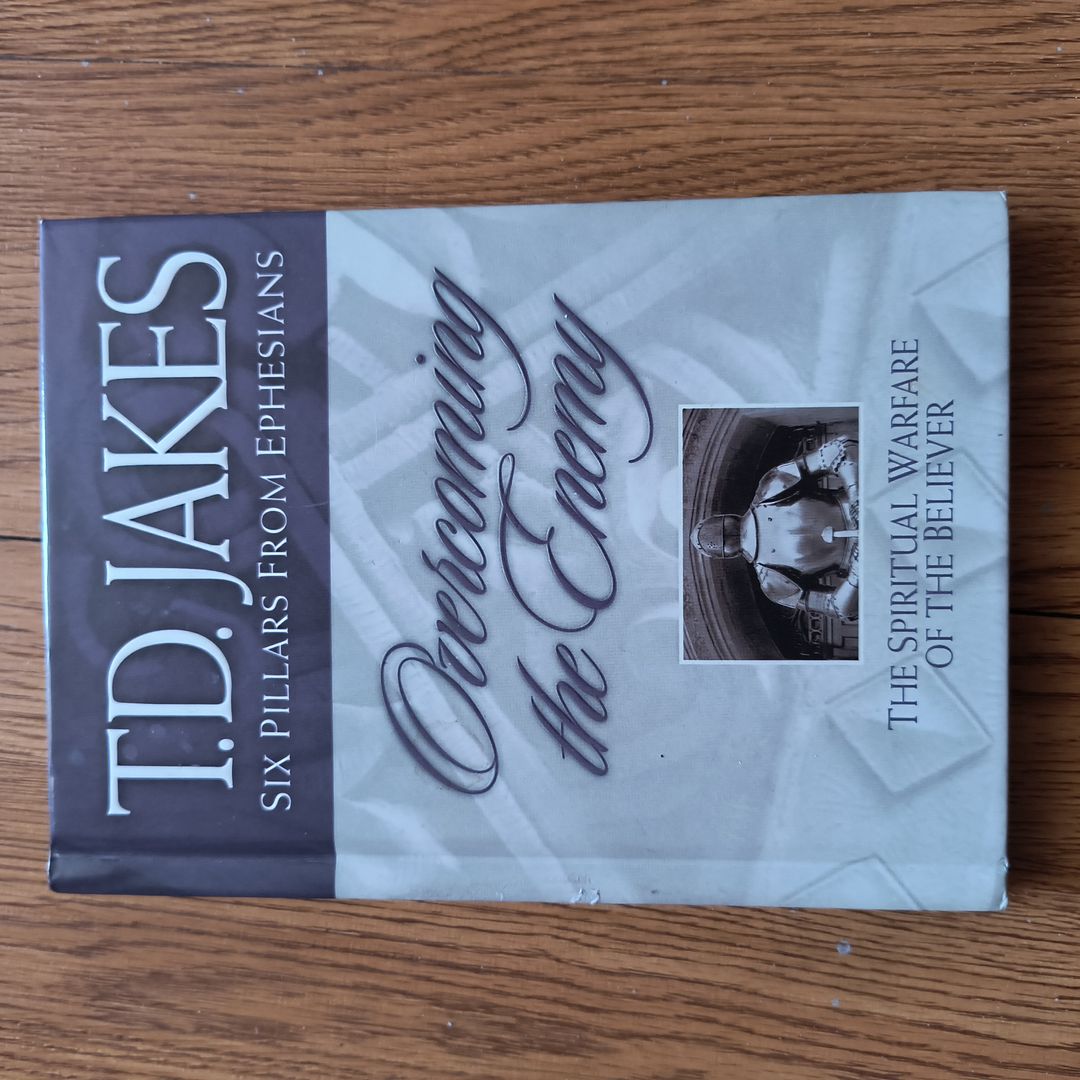 T.D. JAKES
SIX PILLARS FROM EPHESIANS
Overcoming
the Enemy
THE SPIRITUAL WARFARE
OF THE BELIEVER